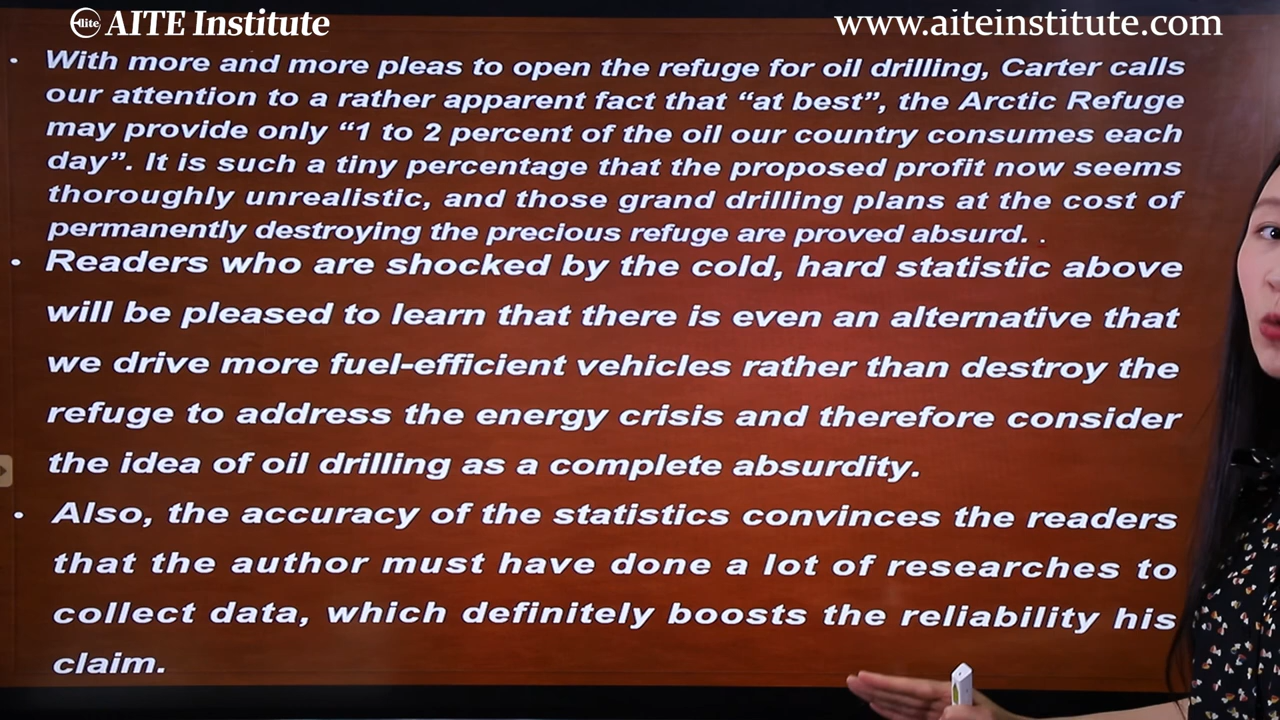 Elite AITE Institute
www.aiteinstitute.com
• With more and more pleas to open the refuge for oil drilling, Carter calls
our attention to a rather apparent fact that “at best”, the Arctic Refuge
may provide only “1 to 2 percent of the oil our country consumes each
day”. It is such a tiny percentage that the proposed profit now seems
thoroughly unrealistic, and those grand drilling plans at the cost of
permanently destroying the precious refuge are proved absurd. .
• Readers who are shocked by the cold, hard statistic above
will be pleased to learn that there is even an alternative that
we drive more fuel-efficient vehicles rather than destroy the
refuge to address the energy crisis and therefore consider
the idea of oil drilling as a complete absurdity.
• Also, the accuracy of the statistics convinces the readers
that the author must have done a lot of researches to
collect data, which definitely boosts the reliability his
claim.